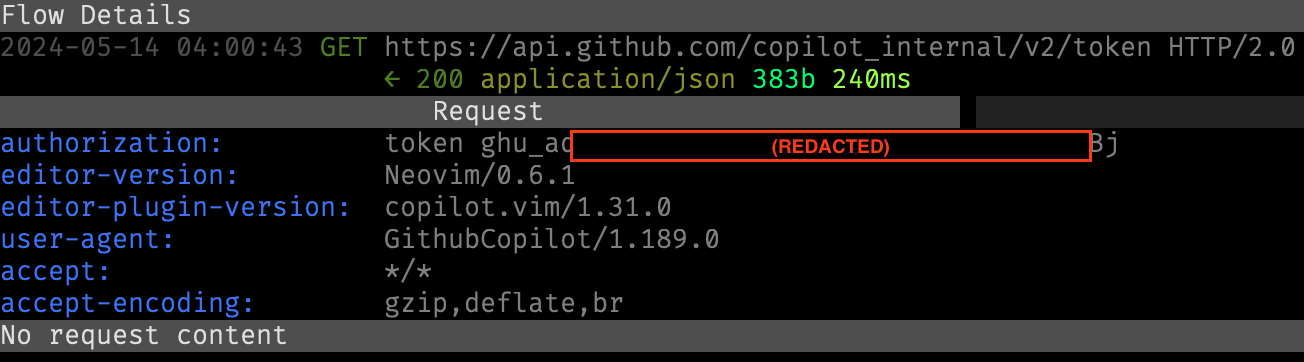 Flow Details
2024-05-14 04:00:43 GET https://api.github.com/copilot_internal/v2/token HTTP/2.0
← 200 application/json 383b 240ms
Request
authorization: token ghu_ac (REDACTED) Bj
editor-version: Neovim/0.6.1
editor-plugin-version: copilot.vim/1.31.0
user-agent: GithubCopilot/1.189.0
accept: */*
accept-encoding: gzip,deflate,br
No request content